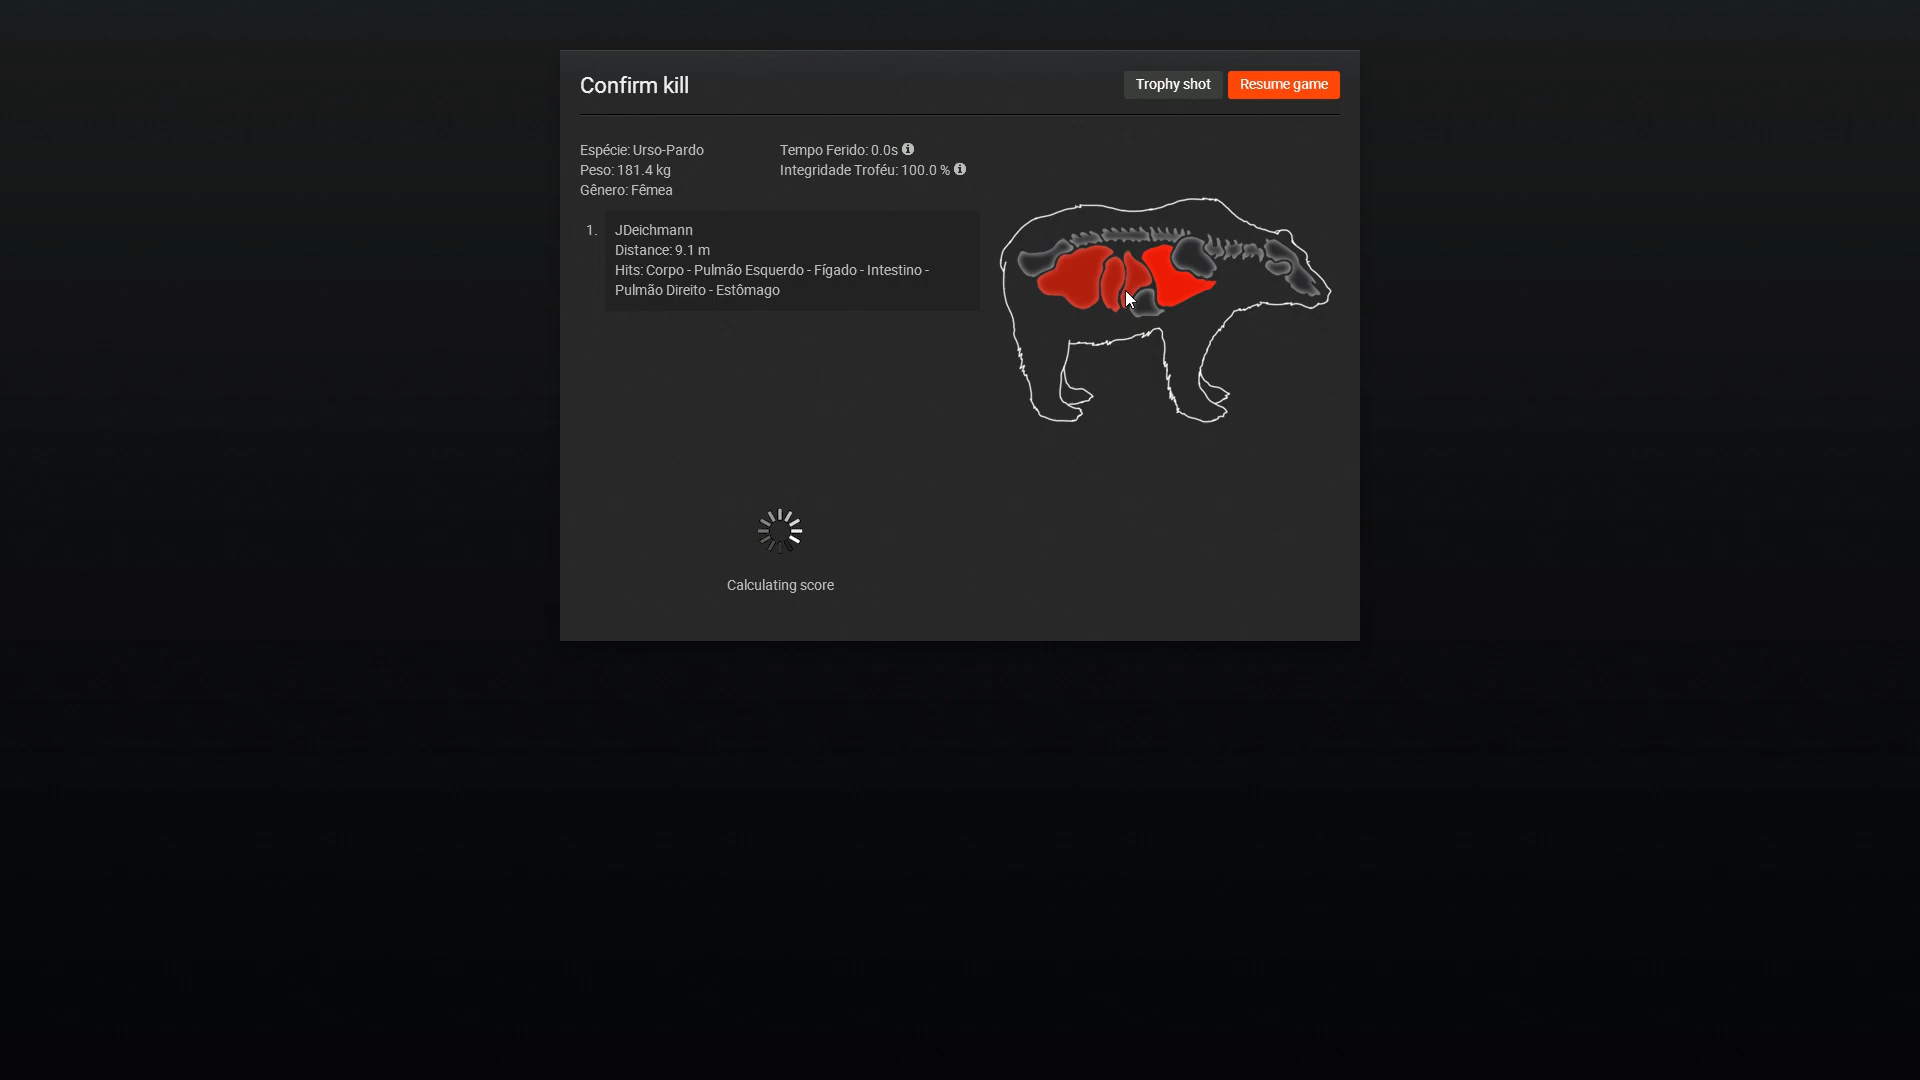 Confirm kill
Trophy shot
Resume game
Espécie: Urso-Pardo
Peso: 181.4 kg
Gênero: Fêmea
Tempo Ferido: 0.0s
Integridade Troféu: 100.0 %
1.
JDeichmann
Distance: 9.1 m
Hits: Corpo - Pulmão Esquerdo - Fígado - Intestino -
Pulmão Direito - Estômago
Calculating score